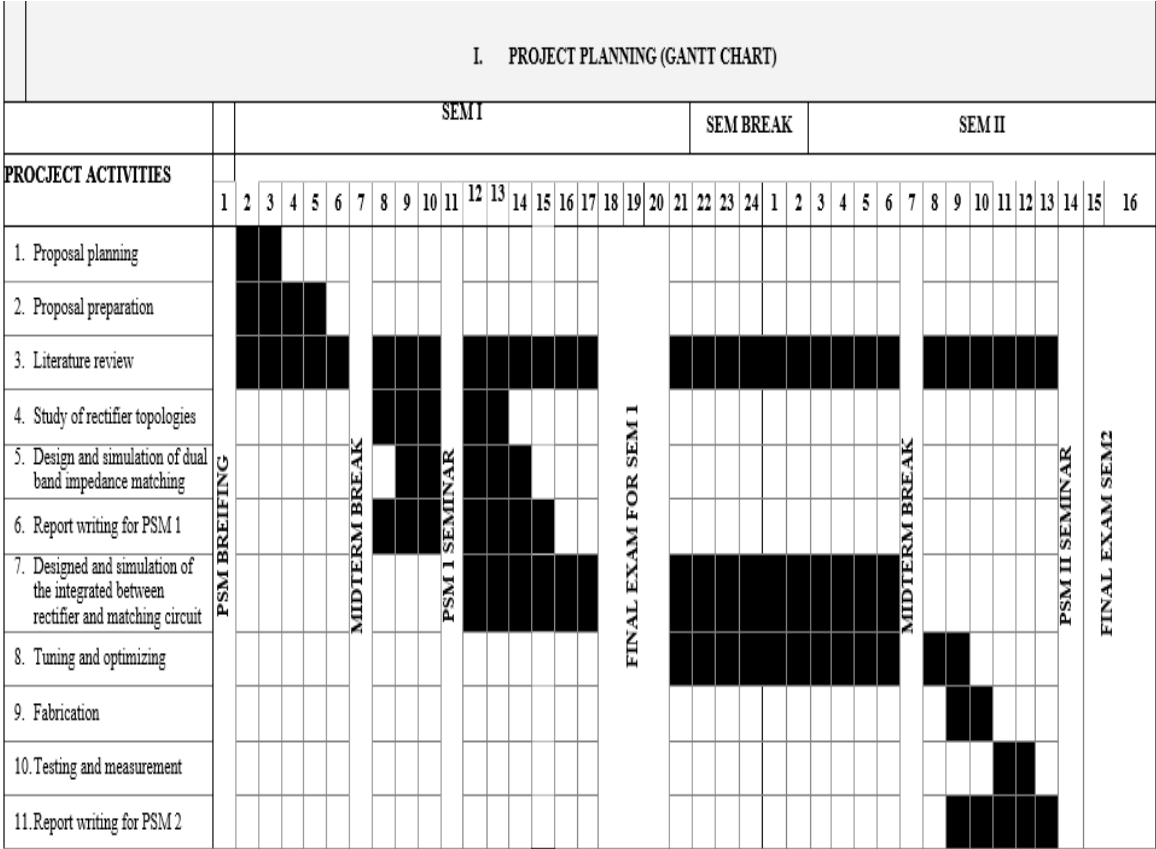 I. PROJECT PLANNING (GANTT CHART)
SEM I SEM BREAK SEM II
PROCJECT ACTIVITIES
1 2 3 4 5 6 7 8 9 10 11 12 13 14 15 16 17 18 19 20 21 22 23 24 1 2 3 4 5 6 7 8 9 10 11 12 13 14 15 16
1. Proposal planning
2. Proposal preparation
3. Literature review
4. Study of rectifier topologies
5. Design and simulation of dual
band impedance matching
6. Report writing for PSM 1
7. Designed and simulation of
the integrated between
rectifier and matching circuit
8. Tuning and optimizing
9. Fabrication
10. Testing and measurement
11. Report writing for PSM 2
PSM BREIFING
MIDTERM BREAK
PSM 1 SEMINAR
FINAL EXAM FOR SEM 1
MIDTERM BREAK
PSM II SEMINAR
FINAL EXAM SEM2